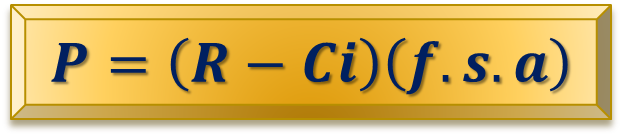 P = (R − Ci)(f.s.a)